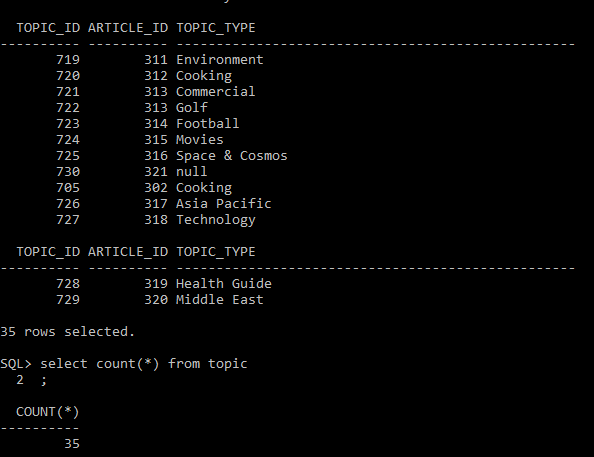 TOPIC_ID ARTICLE_ID TOPIC_TYPE
---------- ---------- --------------------------------------------------
719 311 Environment
720 312 Cooking
721 313 Commercial
722 313 Golf
723 314 Football
724 315 Movies
725 316 Space & Cosmos
730 321 null
705 302 Cooking
726 317 Asia Pacific
727 318 Technology
TOPIC_ID ARTICLE_ID TOPIC_TYPE
---------- ---------- --------------------------------------------------
728 319 Health Guide
729 320 Middle East
35 rows selected.
SQL> select count(*) from topic
2 ;
COUNT(*)
----------
35